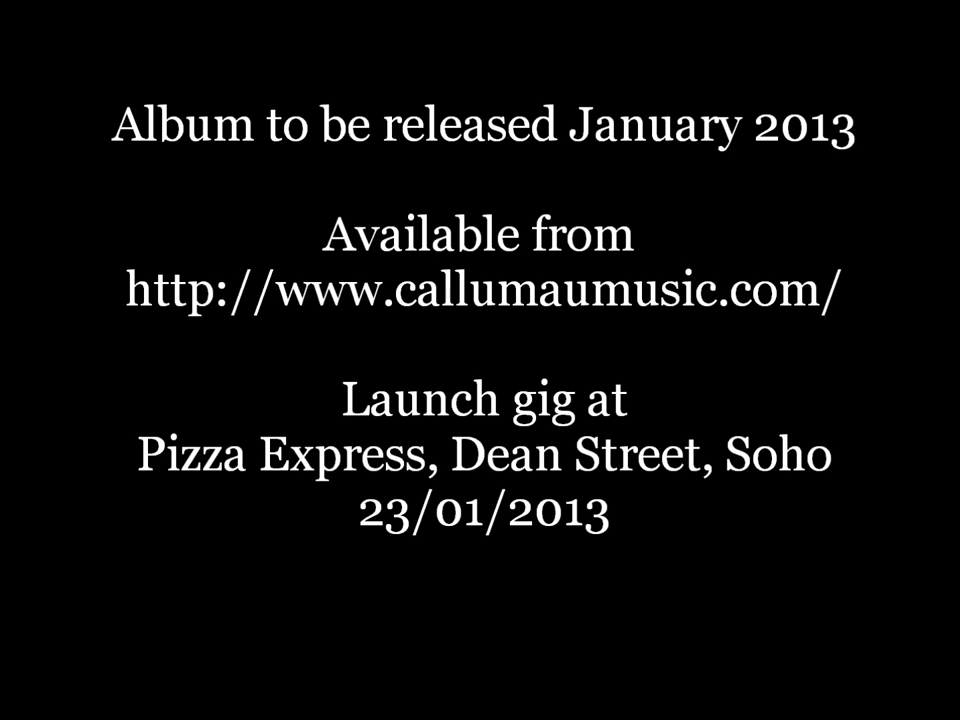 Album to be released January 2013
Available from
http://www.callumaumusic.com/
Launch gig at
Pizza Express, Dean Street, Soho
23/01/2013